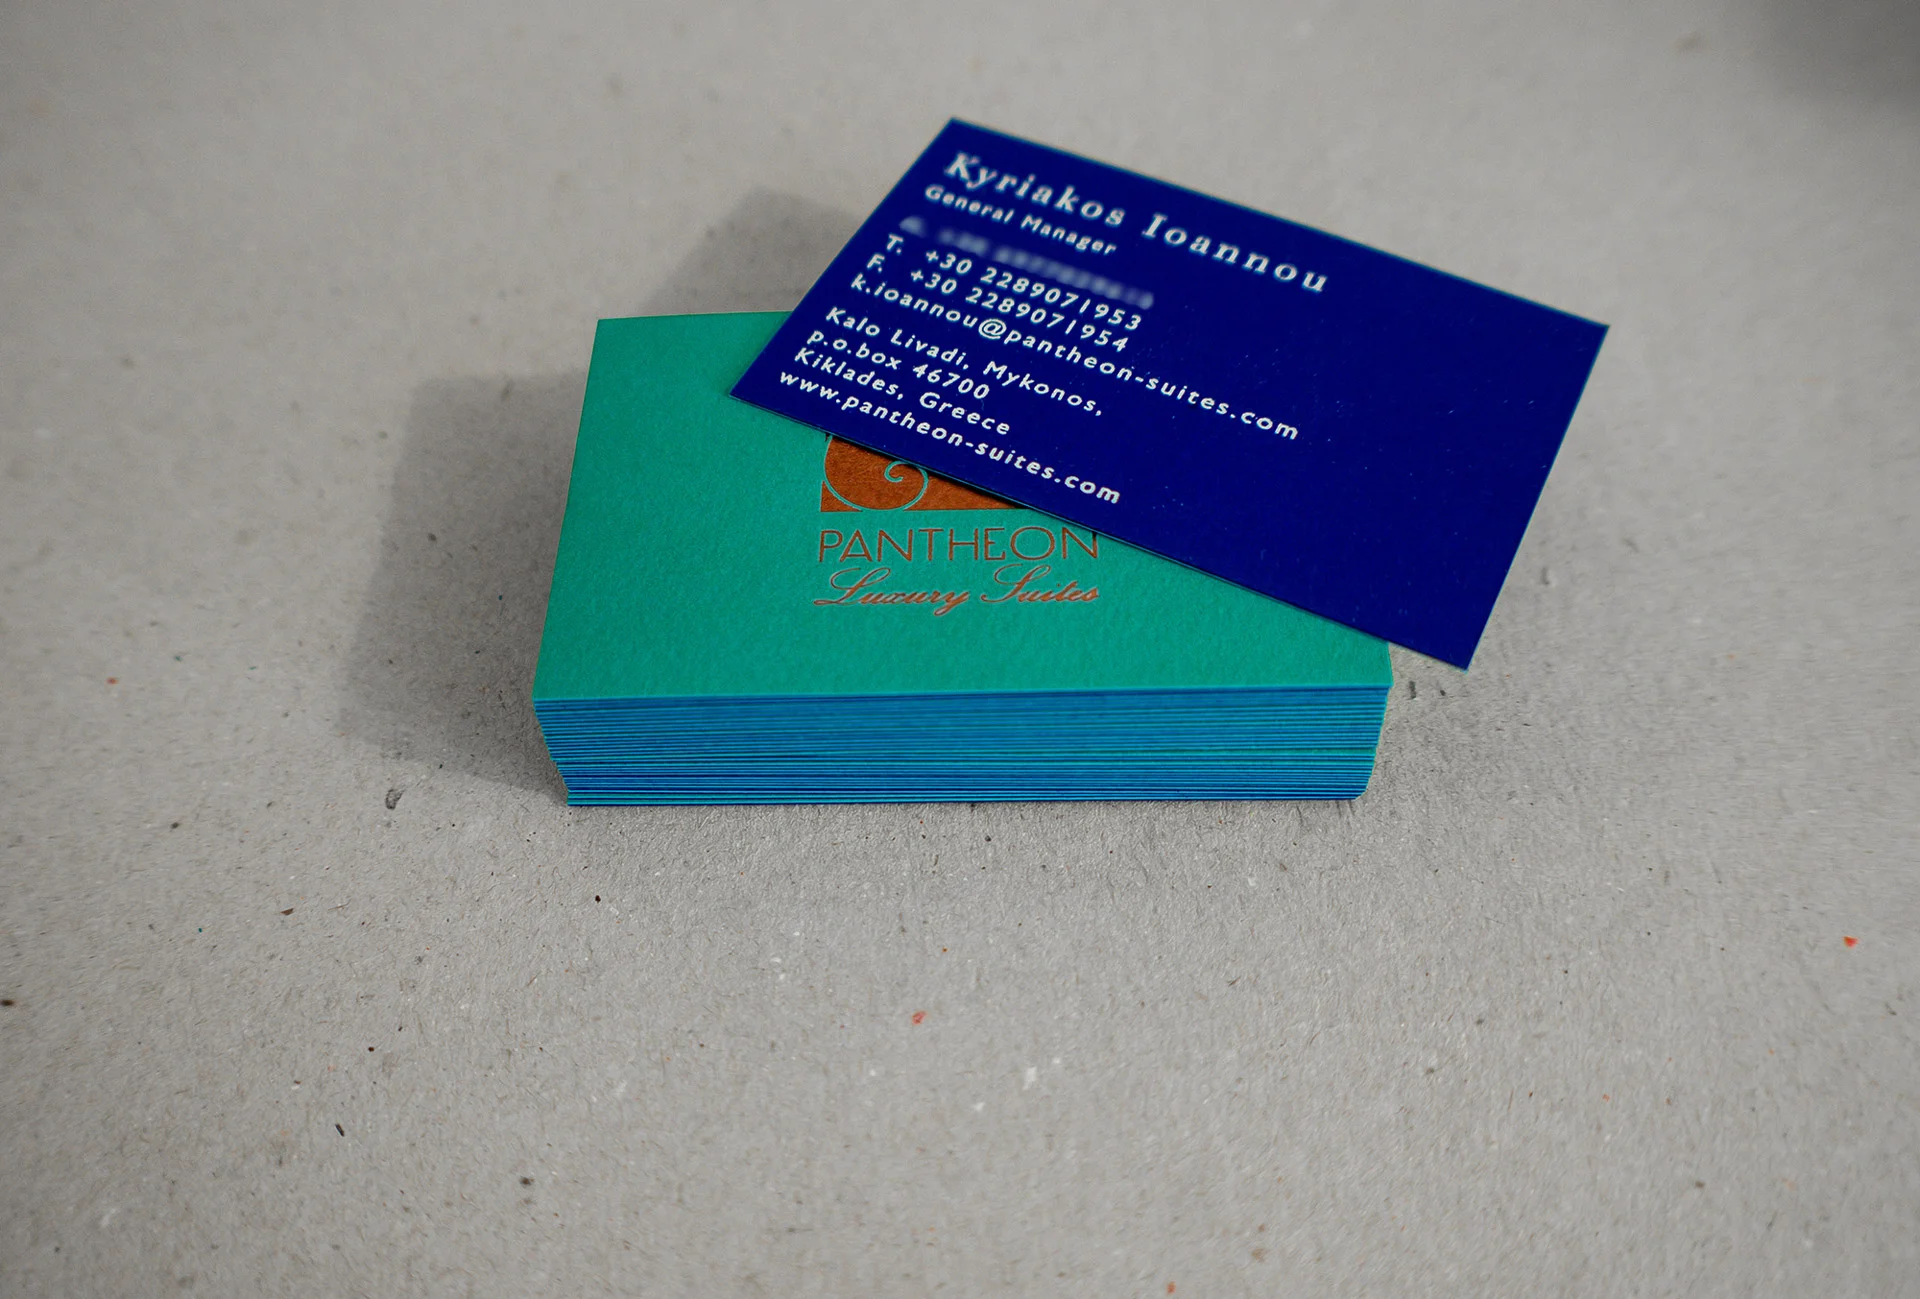 Kyriakos Ioannou
General Manager
T. +30 2289071953
F. +30 2289071954
k.ioannou@pantheon-suites.com
Kalo Livadi, Mykonos,
p.o.box 46700
Kiklades, Greece
www.pantheon-suites.com
PANTHEON
Luxury Suites